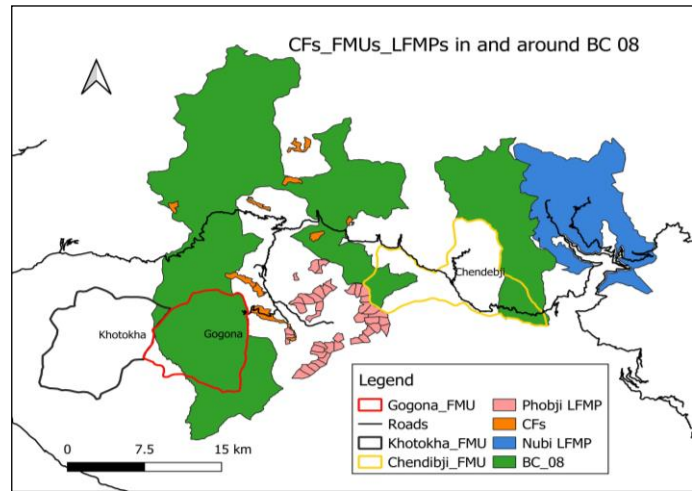 CFs_FMUs_LFMPs in and around BC 08
Chendebji
Khotokha
Gogona
Legend
Gogona_FMU
Phobji LFMP
Roads
CFs
Khotokha_FMU
Nubi LFMP
Chendibji_FMU
BC_08
0 7.5 15 km